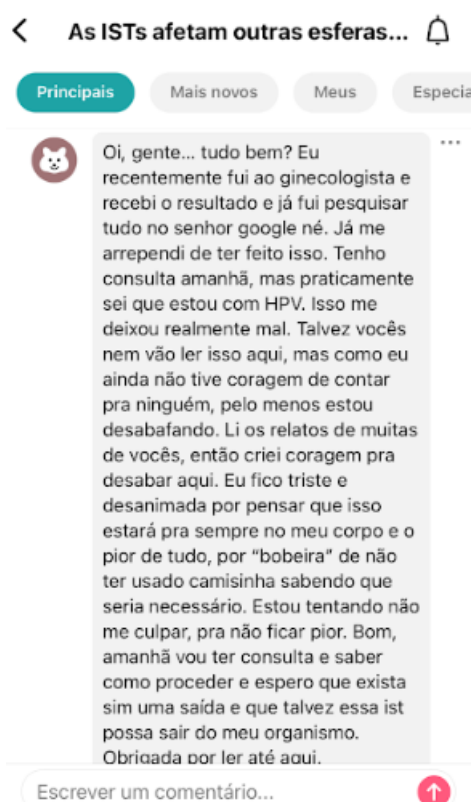 As ISTs afetam outras esferas...
Principais Mais novos Meus Especia
Oi, gente... tudo bem? Eu
recentemente fui ao ginecologista e
recebi o resultado e já fui pesquisar
tudo no senhor google né. Já me
arrependi de ter feito isso. Tenho
consulta amanhã, mas praticamente
sei que estou com HPV. Isso me
deixou realmente mal. Talvez vocês
nem vão ler isso aqui, mas como eu
ainda não tive coragem de contar
pra ninguém, pelo menos estou
desabafando. Li os relatos de muitas
de vocês, então criei coragem pra
desabar aqui. Eu fico triste e
desanimada por pensar que isso
estará pra sempre no meu corpo e o
pior de tudo, por “bobeira” de não
ter usado camisinha sabendo que
seria necessário. Estou tentando não
me culpar, pra não ficar pior. Bom,
amanhã vou ter consulta e saber
como proceder e espero que exista
sim uma saída e que talvez essa ist
possa sair do meu organismo.
Obrigada por ler até aqui.
Escrever um comentário...